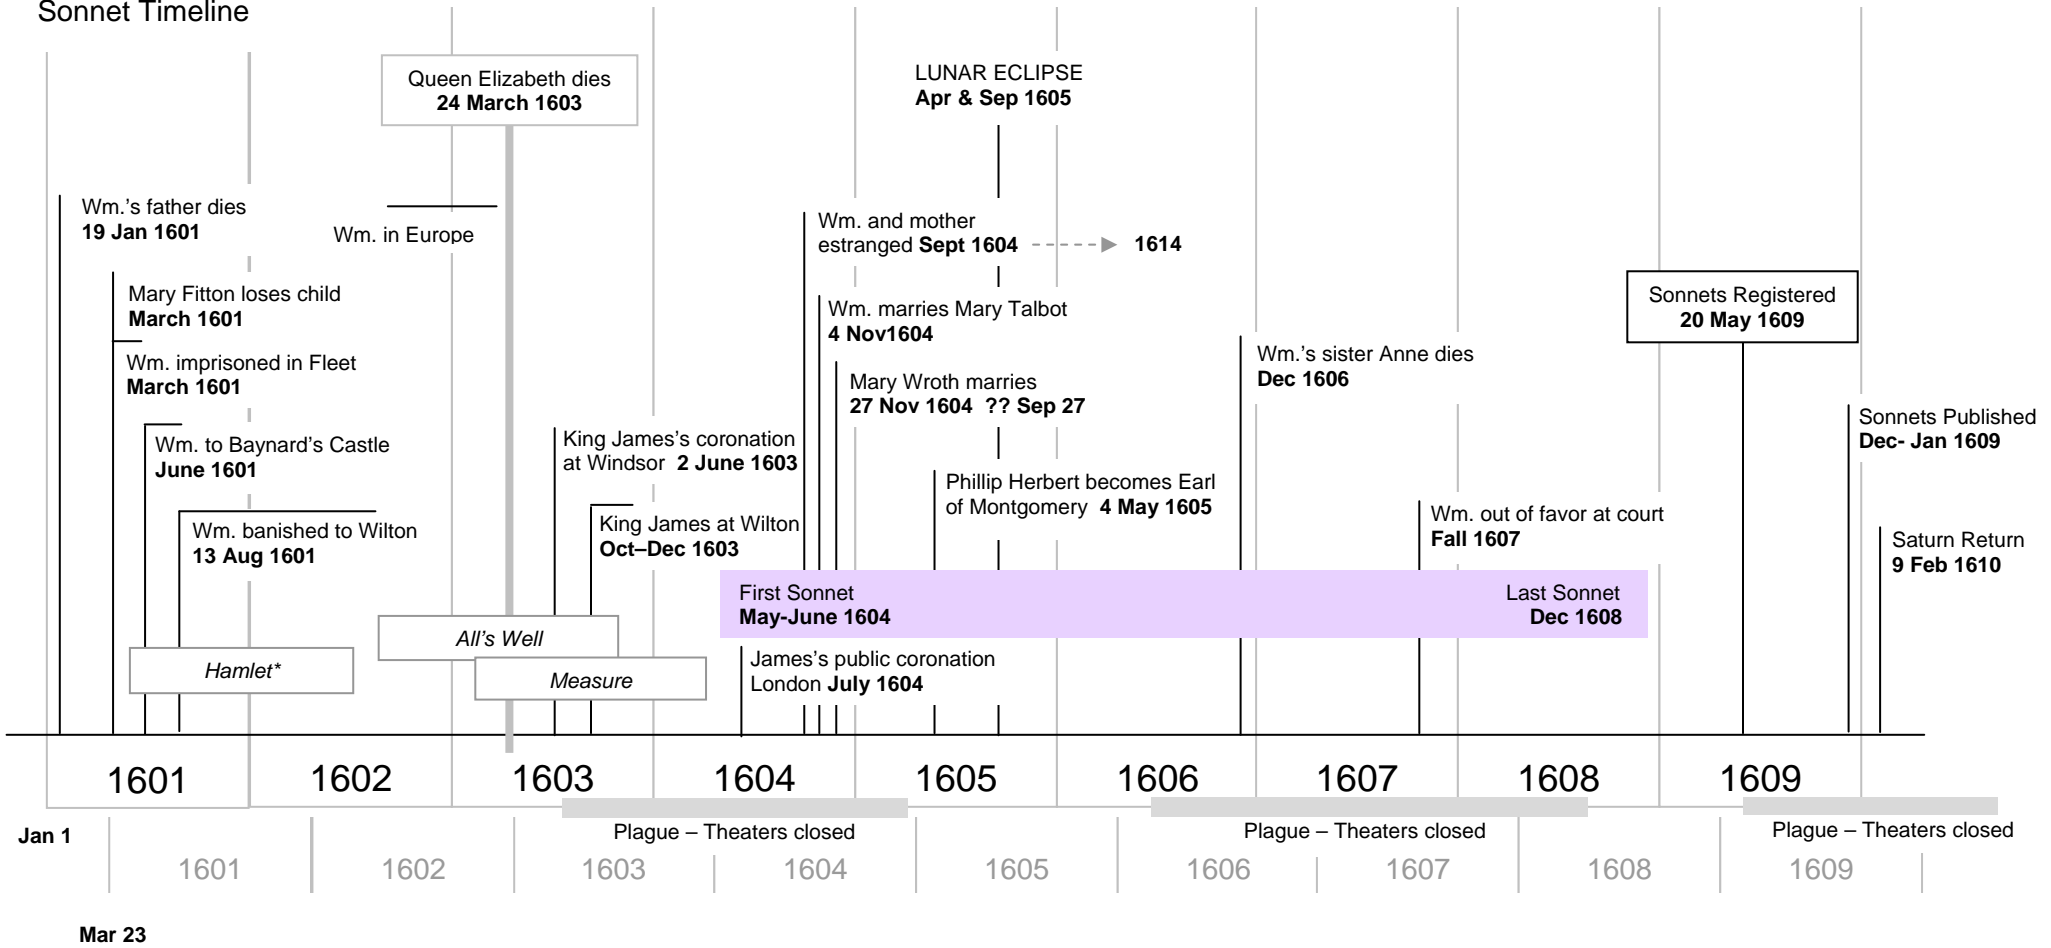 Sonnet Timeline
Queen Elizabeth dies
24 March 1603
LUNAR ECLIPSE
Apr & Sep 1605
Wm.’s father dies
19 Jan 1601
Wm. in Europe
Wm. and mother
estranged Sept 1604
1614
Mary Fitton loses child
March 1601
Wm. marries Mary Talbot
4 Nov1604
Sonnets Registered
20 May 1609
Wm. imprisoned in Fleet
March 1601
Mary Wroth marries
27 Nov 1604 ?? Sep 27
Wm.’s sister Anne dies
Dec 1606
Wm. to Baynard’s Castle
June 1601
King James’s coronation
at Windsor 2 June 1603
Sonnets Published
Dec- Jan 1609
Phillip Herbert becomes Earl
of Montgomery 4 May 1605
Wm. banished to Wilton
13 Aug 1601
King James at Wilton
Oct–Dec 1603
Wm. out of favor at court
Fall 1607
Saturn Return
9 Feb 1610
First Sonnet
May-June 1604
Last Sonnet
Dec 1608
All’s Well
Hamlet*
Measure
James’s public coronation
London July 1604
1601
1602
1603
1604
1605
1606
1607
1608
1609
Jan 1
Plague – Theaters closed
Plague – Theaters closed
Plague – Theaters closed
1601
1602
1603
1604
1605
1606
1607
1608
1609
Mar 23